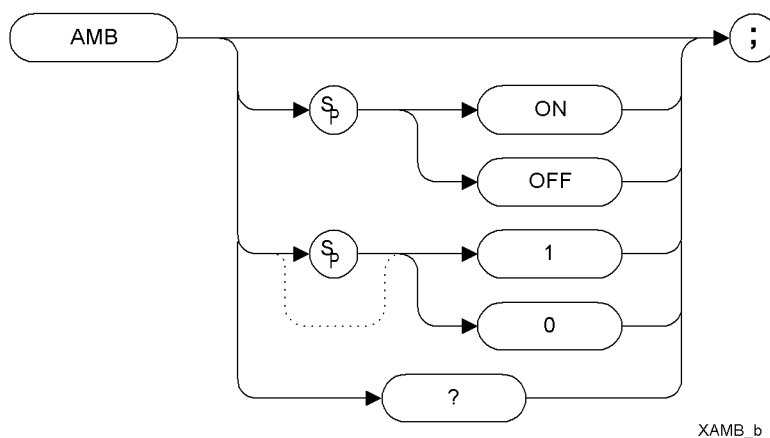 AMB ;
SP ON
OFF
SP 1
0
?
XAMB_b